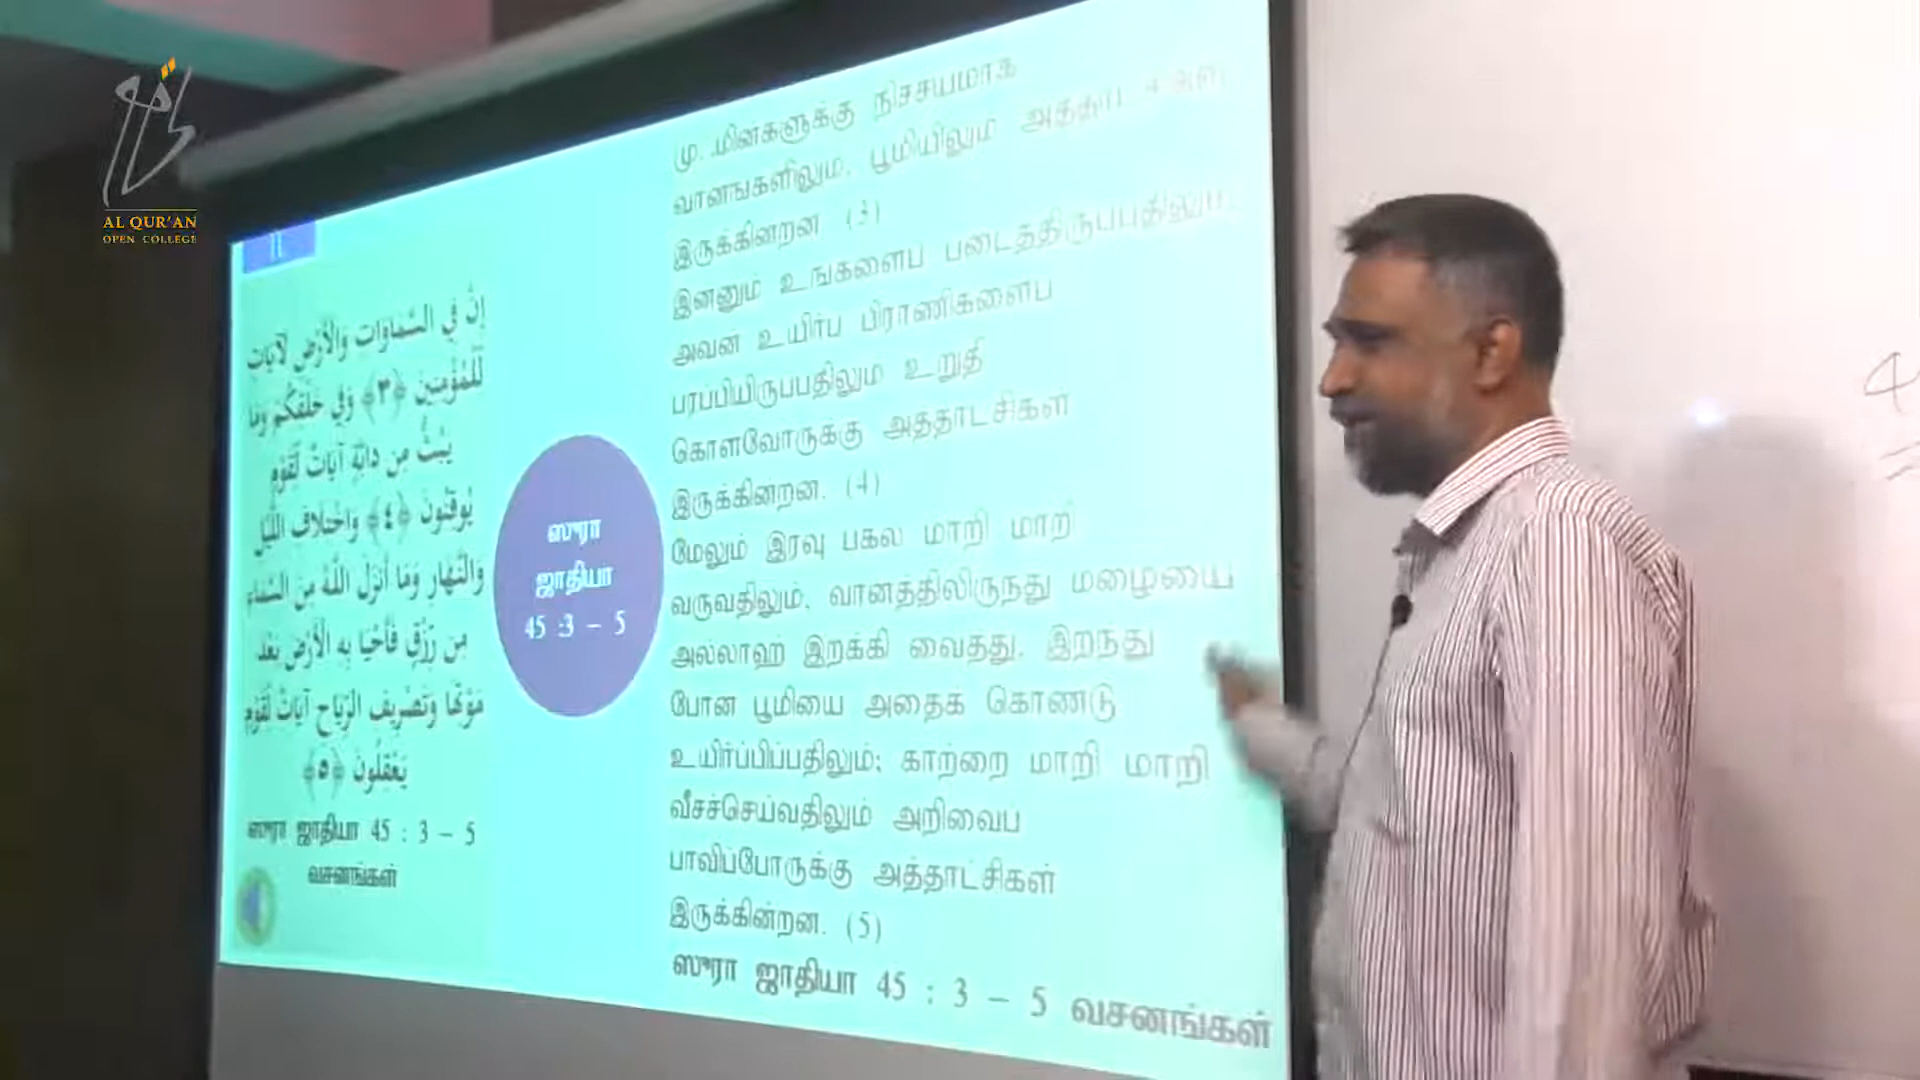 AL QUR'AN
OPEN COLLEGE
11
إِنَّ فِي السَّمَاوَاتِ وَالْأَرْضِ لَآيَاتٍ
لِّلْمُؤْمِنِينَ ﴿٣﴾ وَفِي خَلْقِكُمْ وَمَا
يَبُثُّ مِن دَابَّةٍ آيَاتٌ لِّقَوْمٍ
يُوقِنُونَ ﴿٤﴾ وَاخْتِلَافِ اللَّيْلِ
وَالنَّهَارِ وَمَا أَنزَلَ اللَّهُ مِنَ السَّمَاءِ
مِن رِّزْقٍ فَأَحْيَا بِهِ الْأَرْضَ بَعْدَ
مَوْتِهَا وَتَصْرِيفِ الرِّيَاحِ آيَاتٌ لِّقَوْمٍ
يَعْقِلُونَ ﴿٥﴾
ஸுரா ஜாதியா 45 : 3 – 5
வசனங்கள்
ஸுரா
ஜாதியா
45 :3 – 5
நிச்சயமாக
வானங்களிலும், பூமியிலும்
இருக்கின்றன (3)
இன்னும் உங்களைப் படைத்திருப்பதிலும்,
அவன் உயிர்ப் பிராணிகளைப்
பரப்பியிருப்பதிலும் உறுதி
கொள்வோருக்கு அத்தாட்சிகள்
இருக்கின்றன. (4)
மேலும் இரவு பகல் மாறி மாறி
வருவதிலும், வானத்திலிருந்து மழையை
அல்லாஹ் இறக்கி வைத்து, இறந்து
போன பூமியை அதைக் கொண்டு
உயிர்ப்பிப்பதிலும்; காற்றை மாறி மாறி
வீசச்செய்வதிலும் அறிவைப்
பாவிப்போருக்கு அத்தாட்சிகள்
இருக்கின்றன. (5)
ஸுரா ஜாதியா 45 : 3 – 5 வசனங்கள்